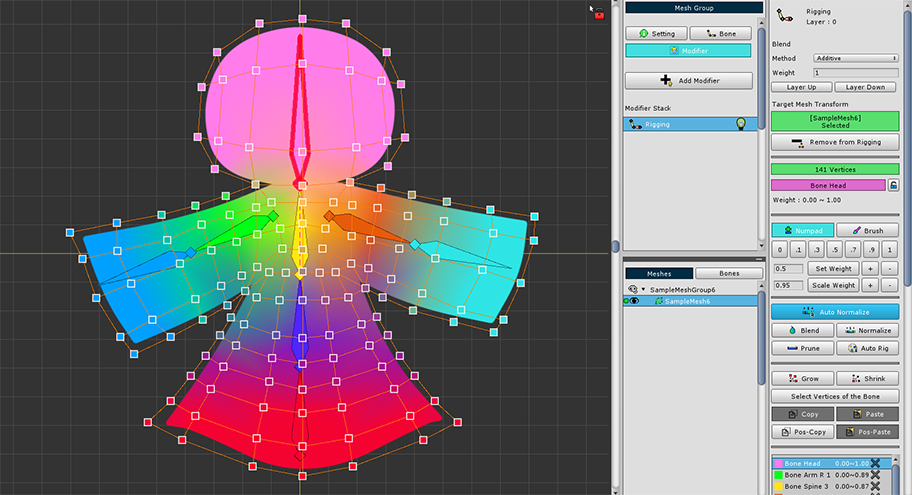 Mesh Group
Setting
Bone
Modifier
Add Modifier
Modifier Stack
Rigging
Meshes
Bones
SampleMeshGroup6
SampleMesh6
Rigging
Layer : 0
Blend
Method
Additive
Weight
1
Layer Up
Layer Down
Target Mesh Transform
[SampleMesh6]
Selected
Remove from Rigging
141 Vertices
Bone Head
Weight : 0.00 ~ 1.00
Numpad
Brush
0 .1 .3 .5 .7 .9 1
0.5 Set Weight + -
0.95 Scale Weight + -
Auto Normalize
Blend
Normalize
Prune
Auto Rig
Grow
Shrink
Select Vertices of the Bone
Copy
Paste
Pos-Copy
Pos-Paste
Bone Head 0.00~1.00
Bone Arm R 1 0.00~0.89
Bone Spine 3 0.00~0.87